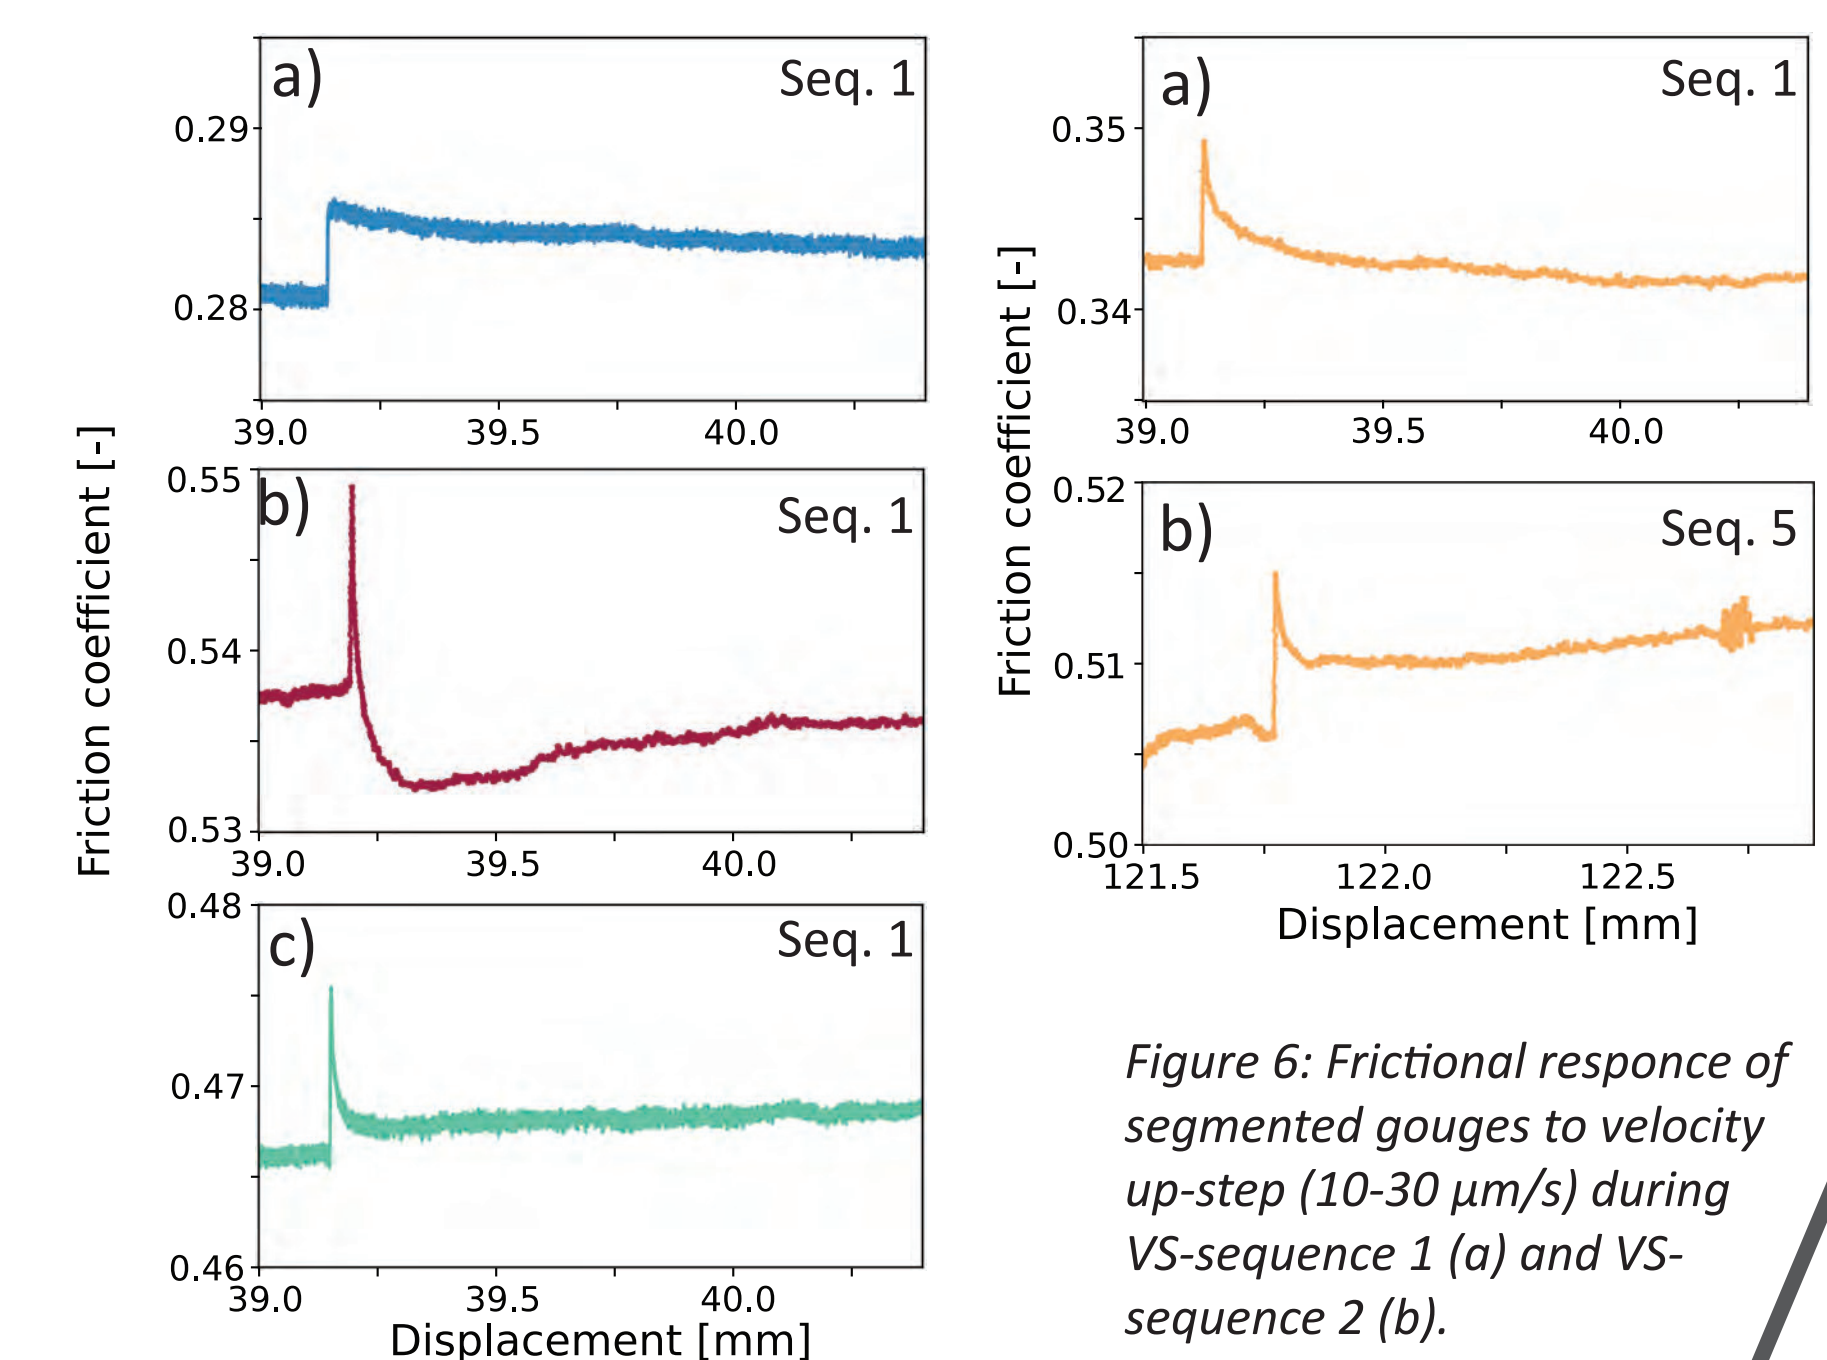 a)
Seq. 1
0.29
0.28
39.0 39.5 40.0
b)
Seq. 1
0.55
0.54
0.53
39.0 39.5 40.0
c)
Seq. 1
0.48
0.47
0.46
39.0 39.5 40.0
Friction coefficient [-]
Displacement [mm]
a)
Seq. 1
0.35
0.34
39.0 39.5 40.0
b)
Seq. 5
0.52
0.51
0.50
121.5 122.0 122.5
Friction coefficient [-]
Displacement [mm]
Figure 6: Frictional responce of
segmented gouges to velocity
up-step (10-30 μm/s) during
VS-sequence 1 (a) and VS-
sequence 2 (b).